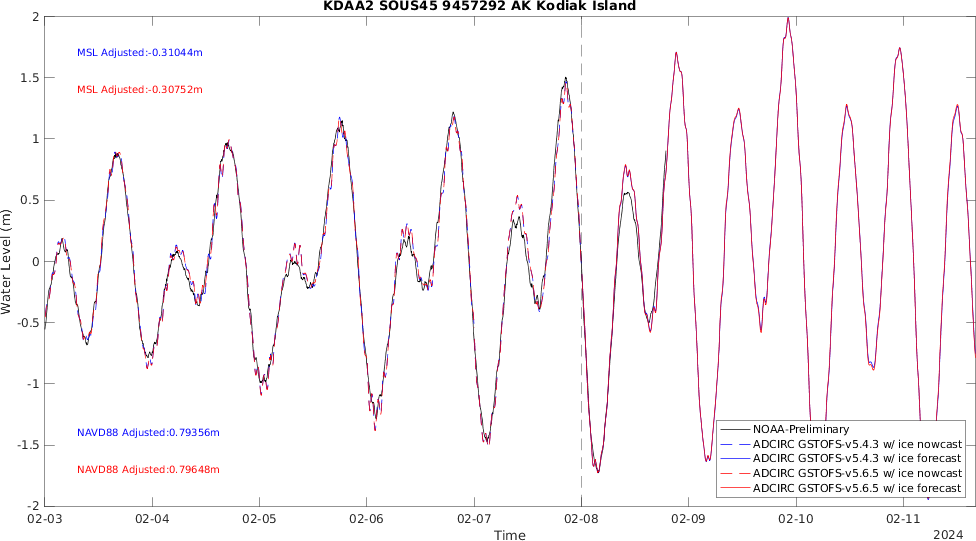 KDAA2 SOUS45 9457292 AK Kodiak Island
Water Level (m)
2
1.5
1
0.5
0
-0.5
-1
-1.5
-2
MSL Adjusted:-0.31044m
MSL Adjusted:-0.30752m
NAVD88 Adjusted:0.79356m
NAVD88 Adjusted:0.79648m
NOAA-Preliminary
ADCIRC GSTOFS-v5.4.3 w/ ice nowcast
ADCIRC GSTOFS-v5.4.3 w/ ice forecast
ADCIRC GSTOFS-v5.6.5 w/ ice nowcast
ADCIRC GSTOFS-v5.6.5 w/ ice forecast
02-03 02-04 02-05 02-06 02-07 02-08 02-09 02-10 02-11
Time
2024